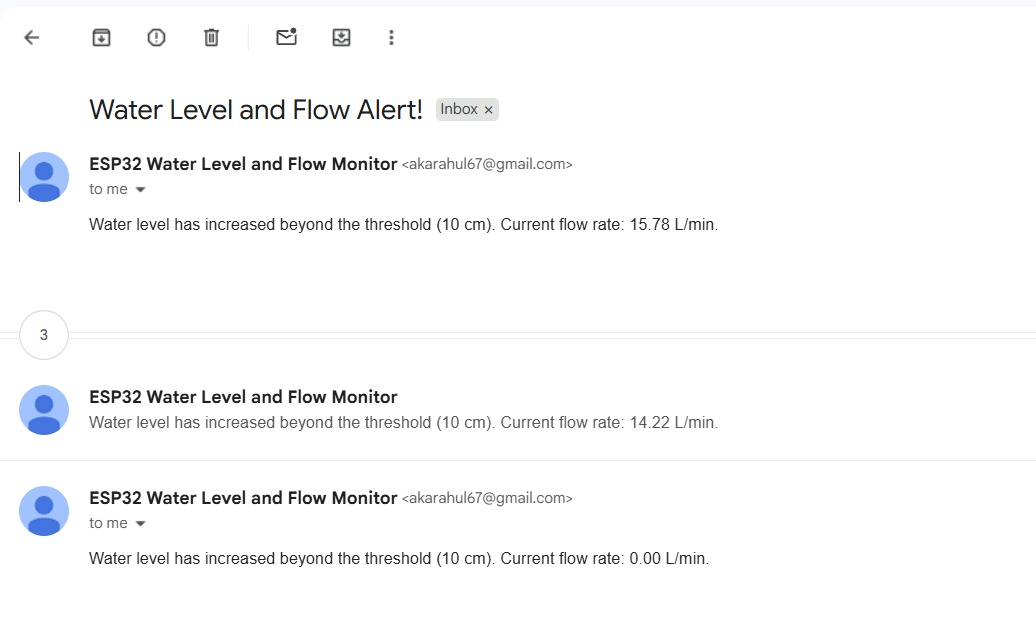 Water Level and Flow Alert! Inbox ×
ESP32 Water Level and Flow Monitor <akarahul67@gmail.com>
to me
Water level has increased beyond the threshold (10 cm). Current flow rate: 15.78 L/min.
3
ESP32 Water Level and Flow Monitor
Water level has increased beyond the threshold (10 cm). Current flow rate: 14.22 L/min.
ESP32 Water Level and Flow Monitor <akarahul67@gmail.com>
to me
Water level has increased beyond the threshold (10 cm). Current flow rate: 0.00 L/min.